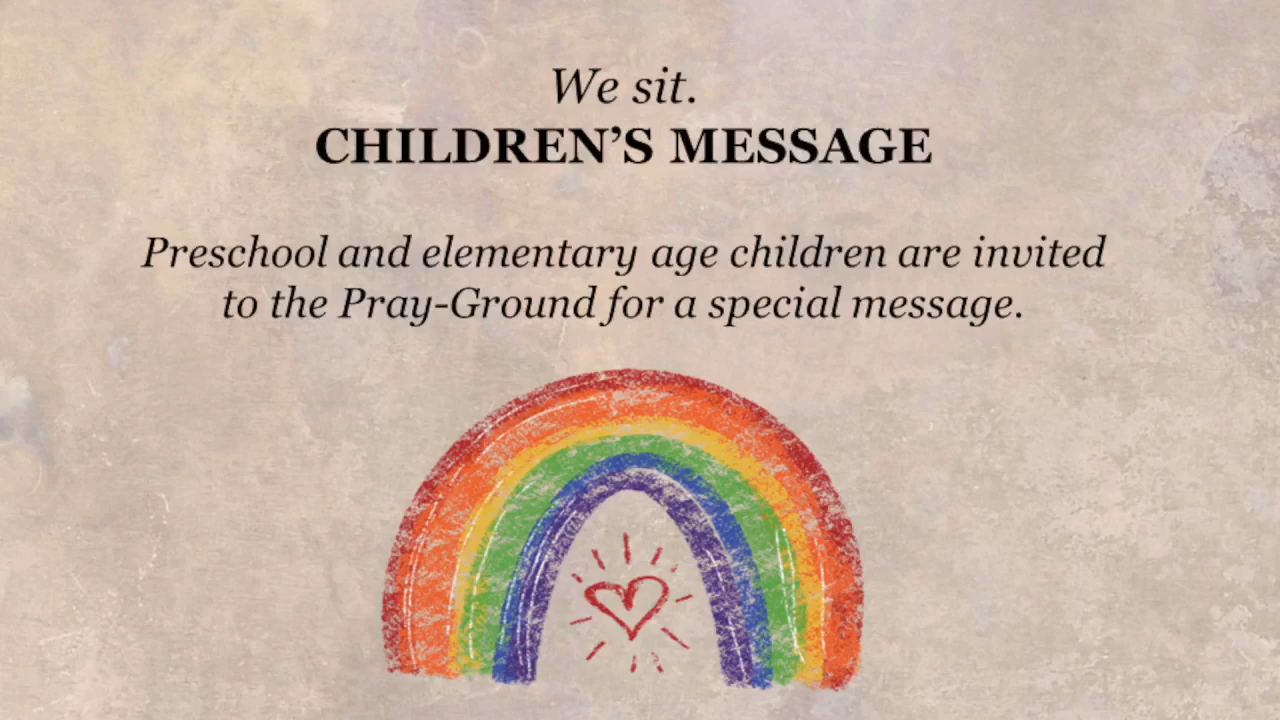 We sit.
CHILDREN’S MESSAGE
Preschool and elementary age children are invited
to the Pray-Ground for a special message.